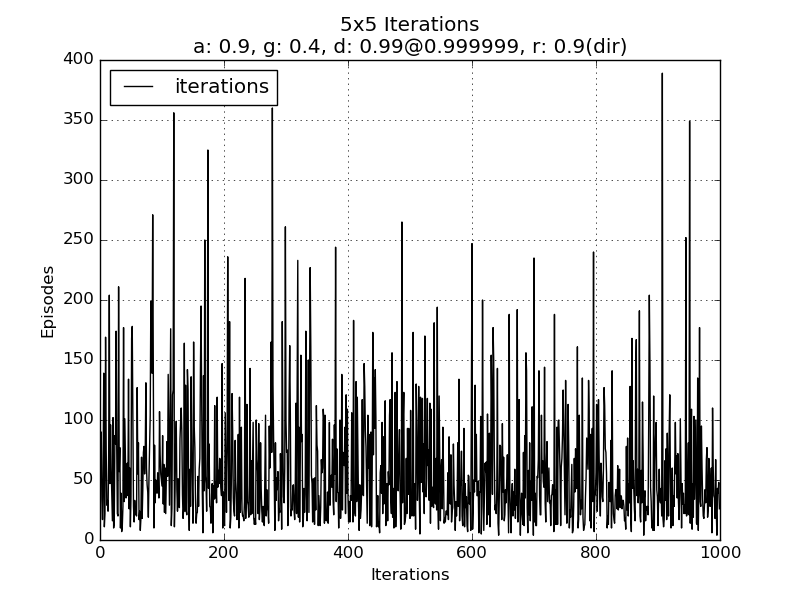 5x5 Iterations
a: 0.9, g: 0.4, d: 0.99@0.999999, r: 0.9(dir)
iterations
400
350
300
250
200
150
100
50
0
Episodes
0 200 400 600 800 1000
Iterations